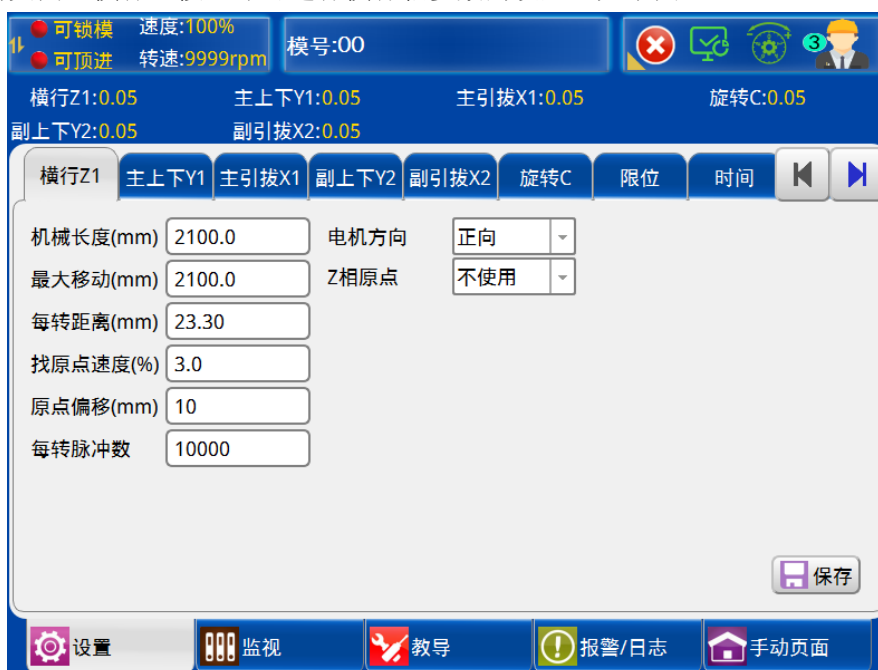 可锁模 速度:100%
可顶进 转速:9999rpm
模号:00
3
横行Z1:0.05 主上下Y1:0.05 主引拔X1:0.05 旋转C:0.05
副上下Y2:0.05 副引拔X2:0.05
横行Z1 主上下Y1 主引拔X1 副上下Y2 副引拔X2 旋转C 限位 时间
机械长度(mm) 2100.0 电机方向 正向
最大移动(mm) 2100.0 Z相原点 不使用
每转距离(mm) 23.30
找原点速度(%) 3.0
原点偏移(mm) 10
每转脉冲数 10000
保存
设置 监视 教导 报警/日志 手动页面